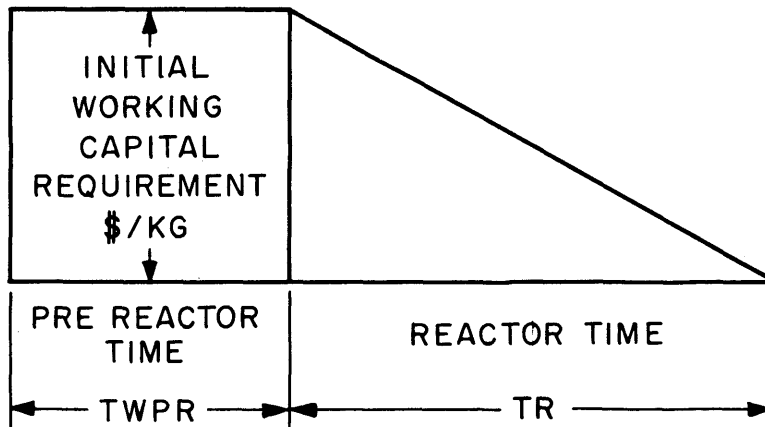 INITIAL
WORKING
CAPITAL
REQUIREMENT
$/KG
PRE REACTOR
TIME
REACTOR TIME
TWPR
TR